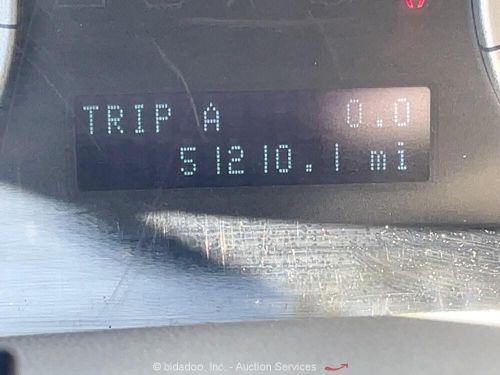 TRIP A 0.0
51210.1 mi
© bidadoo, Inc. - Auction Services